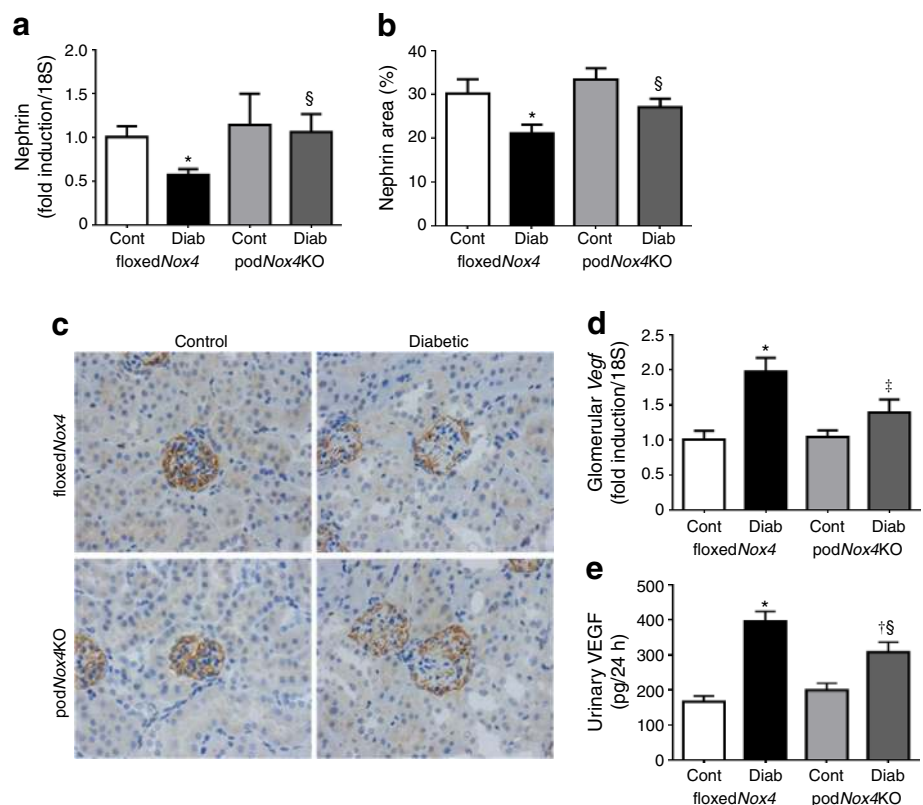 a
Nephrin
(fold induction/18S)
2.0
1.5
1.0
0.5
0
*
§
Cont Diab Cont Diab
floxedNox4 podNox4KO
b
Nephrin area (%)
40
30
20
10
0
*
§
Cont Diab Cont Diab
floxedNox4 podNox4KO
c
Control Diabetic
floxedNox4
podNox4KO
d
Glomerular Vegf
(fold induction/18S)
2.5
2.0
1.5
1.0
0.5
0
*
‡
Cont Diab Cont Diab
floxedNox4 podNox4KO
e
Urinary VEGF
(pg/24 h)
500
400
300
200
100
0
*
†§
Cont Diab Cont Diab
floxedNox4 podNox4KO